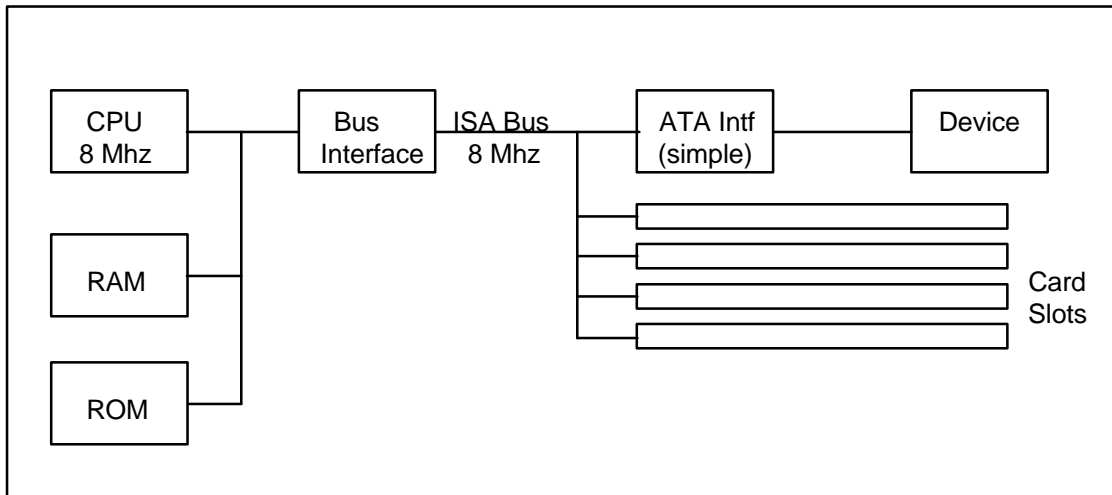 CPU
8 Mhz
Bus
Interface
ISA Bus
8 Mhz
ATA Intf
(simple)
Device
RAM
Card
Slots
ROM